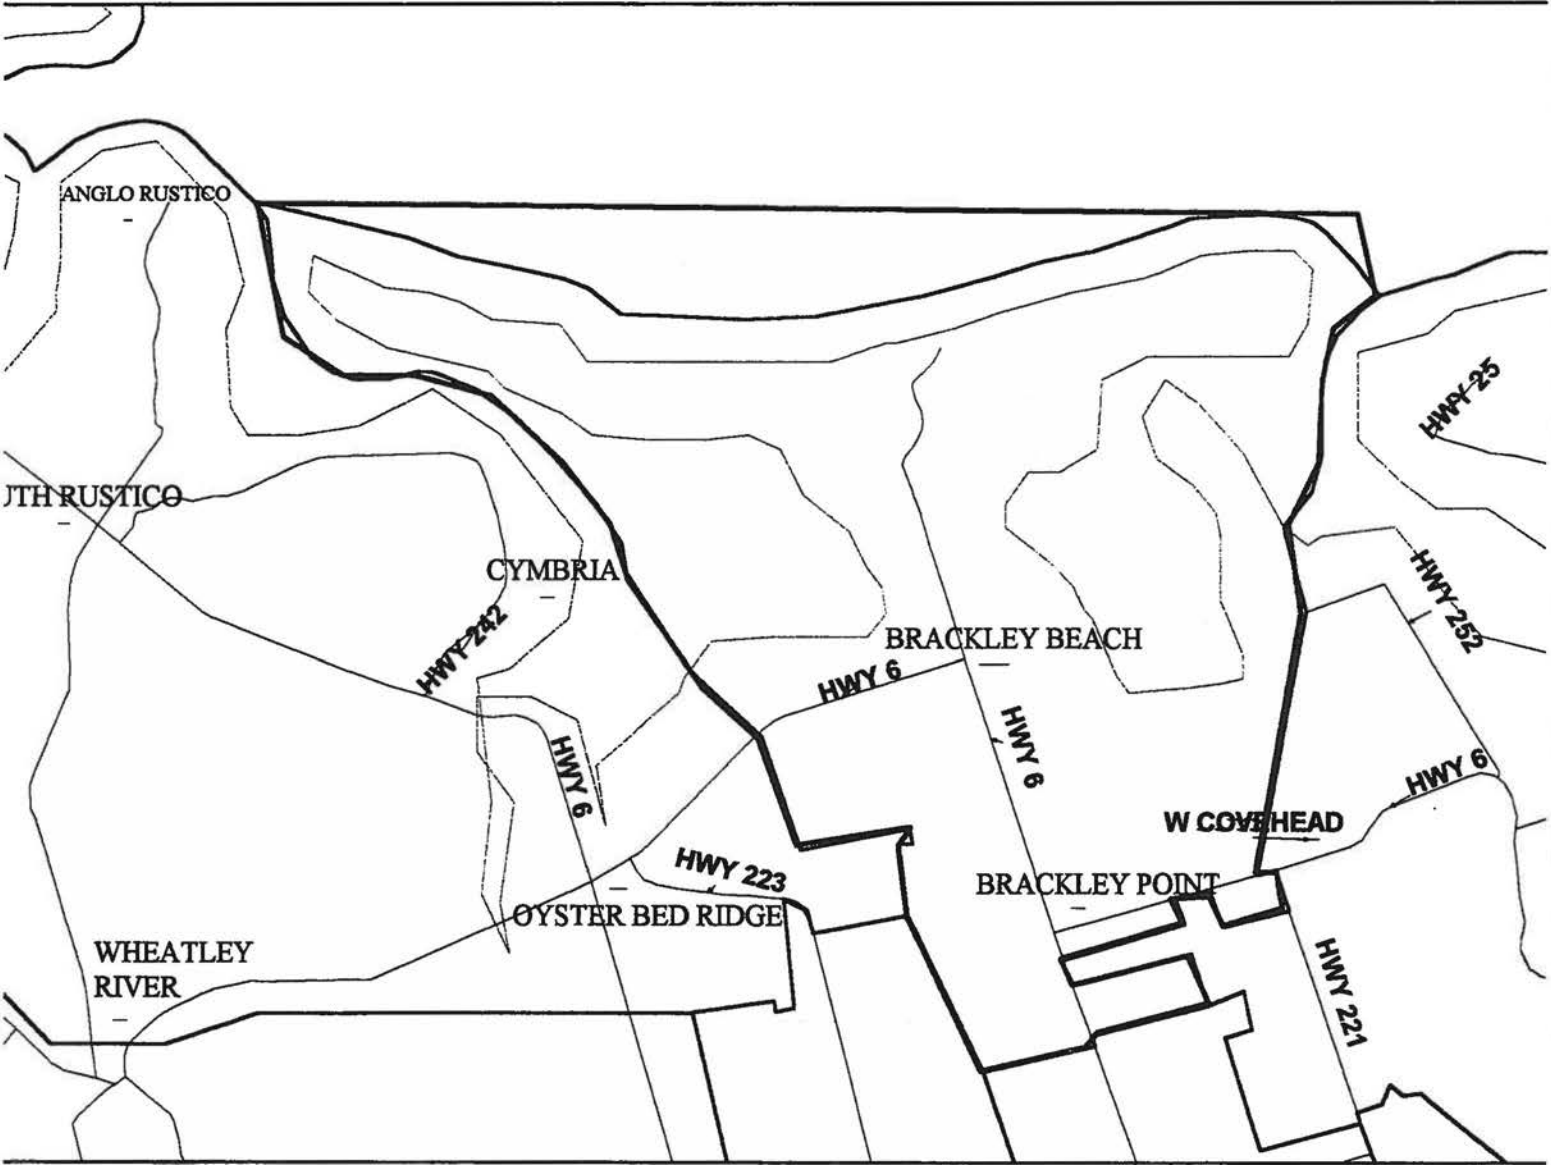 ANGLO RUSTICO
HWY 25
UTH RUSTICO
CYMBRIA
HWY 252
HWY 242
BRACKLEY BEACH
HWY 6
HWY 6
HWY 6
HWY 6
W COVEHEAD
HWY 223
BRACKLEY POINT
OYSTER BED RIDGE
WHEATLEY
RIVER
HWY 221